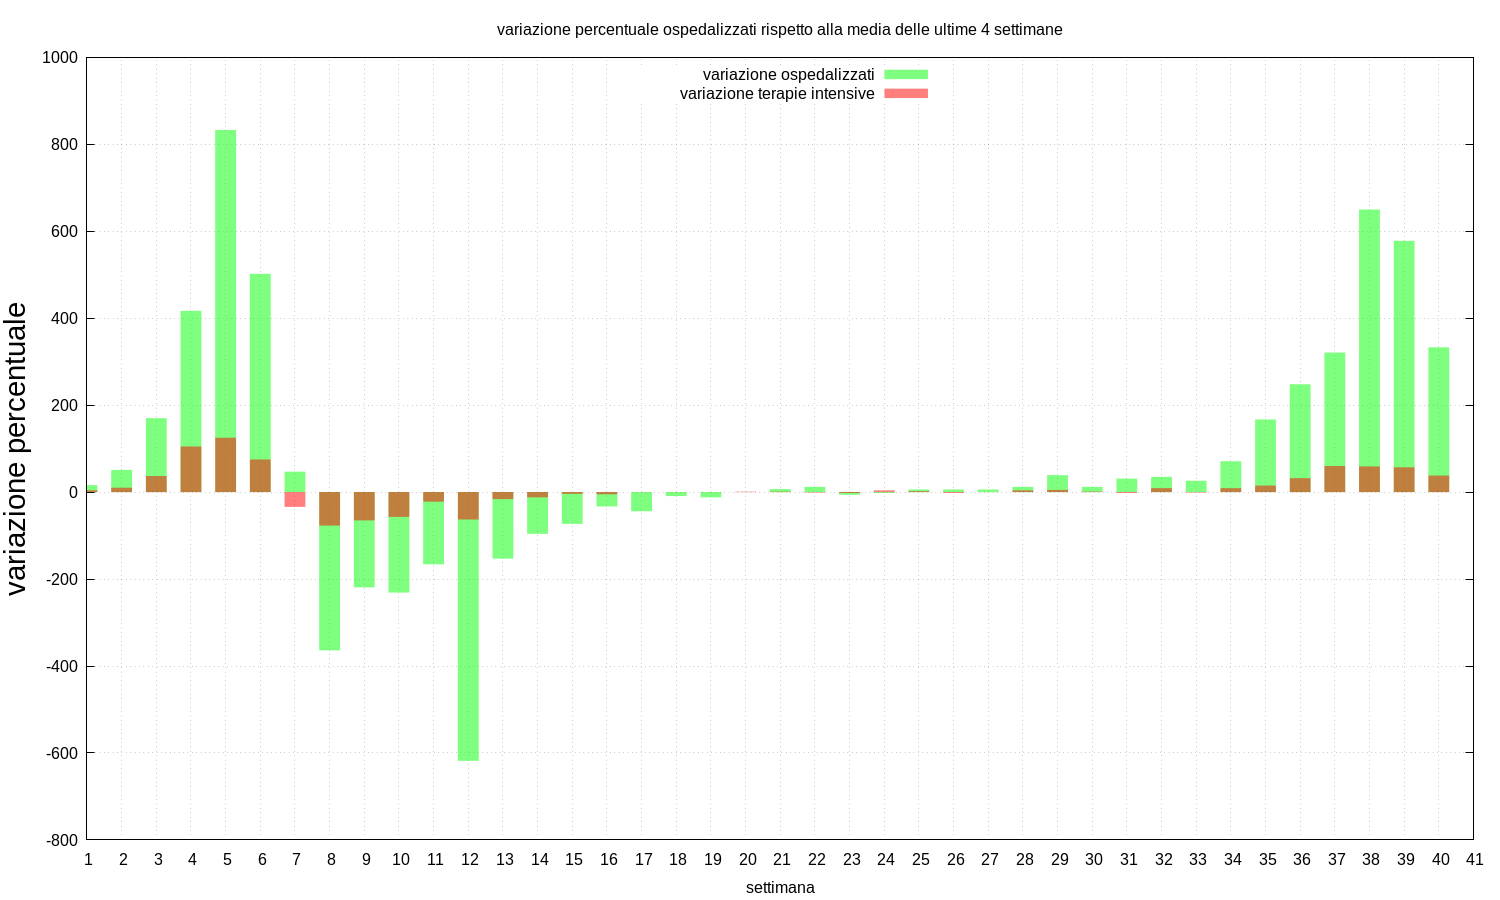 variazione percentuale ospedalizzati rispetto alla media delle ultime 4 settimane
variazione ospedalizzati
variazione terapie intensive
variazione percentuale
1000
800
600
400
200
0
-200
-400
-600
-800
1 2 3 4 5 6 7 8 9 10 11 12 13 14 15 16 17 18 19 20 21 22 23 24 25 26 27 28 29 30 31 32 33 34 35 36 37 38 39 40 41
settimana